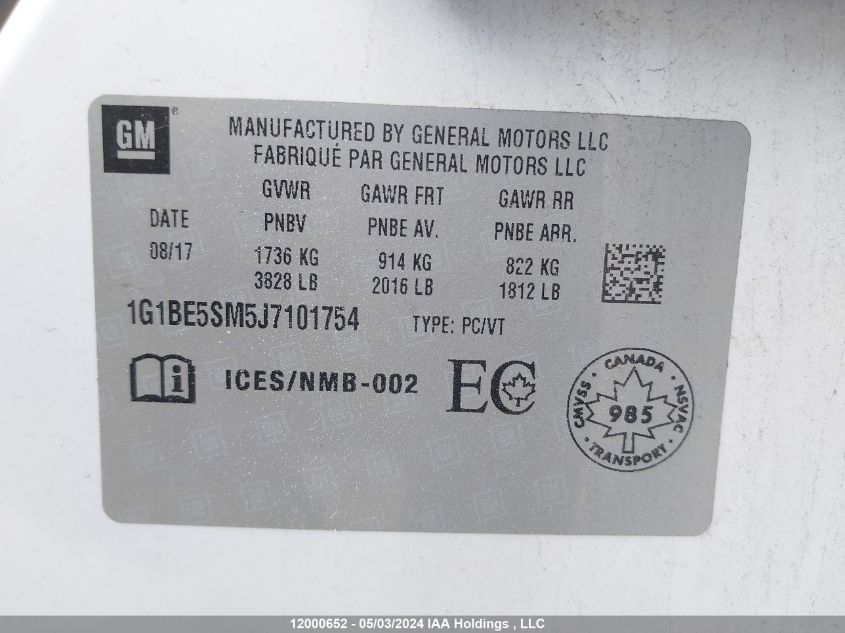 GM ®
MANUFACTURED BY GENERAL MOTORS LLC
FABRIQUÉ PAR GENERAL MOTORS LLC
GVWR GAWR FRT GAWR RR
DATE PNBV PNBE AV. PNBE ARR.
08/17 1736 KG 914 KG 822 KG
3828 LB 2016 LB 1812 LB
1G1BE5SM5J7101754 TYPE: PC/VT
i ICES/NMB-002 EC
CANADA
CMVSS 985 NSVAC
TRANSPORT
12000652 - 05/03/2024 IAA Holdings , LLC